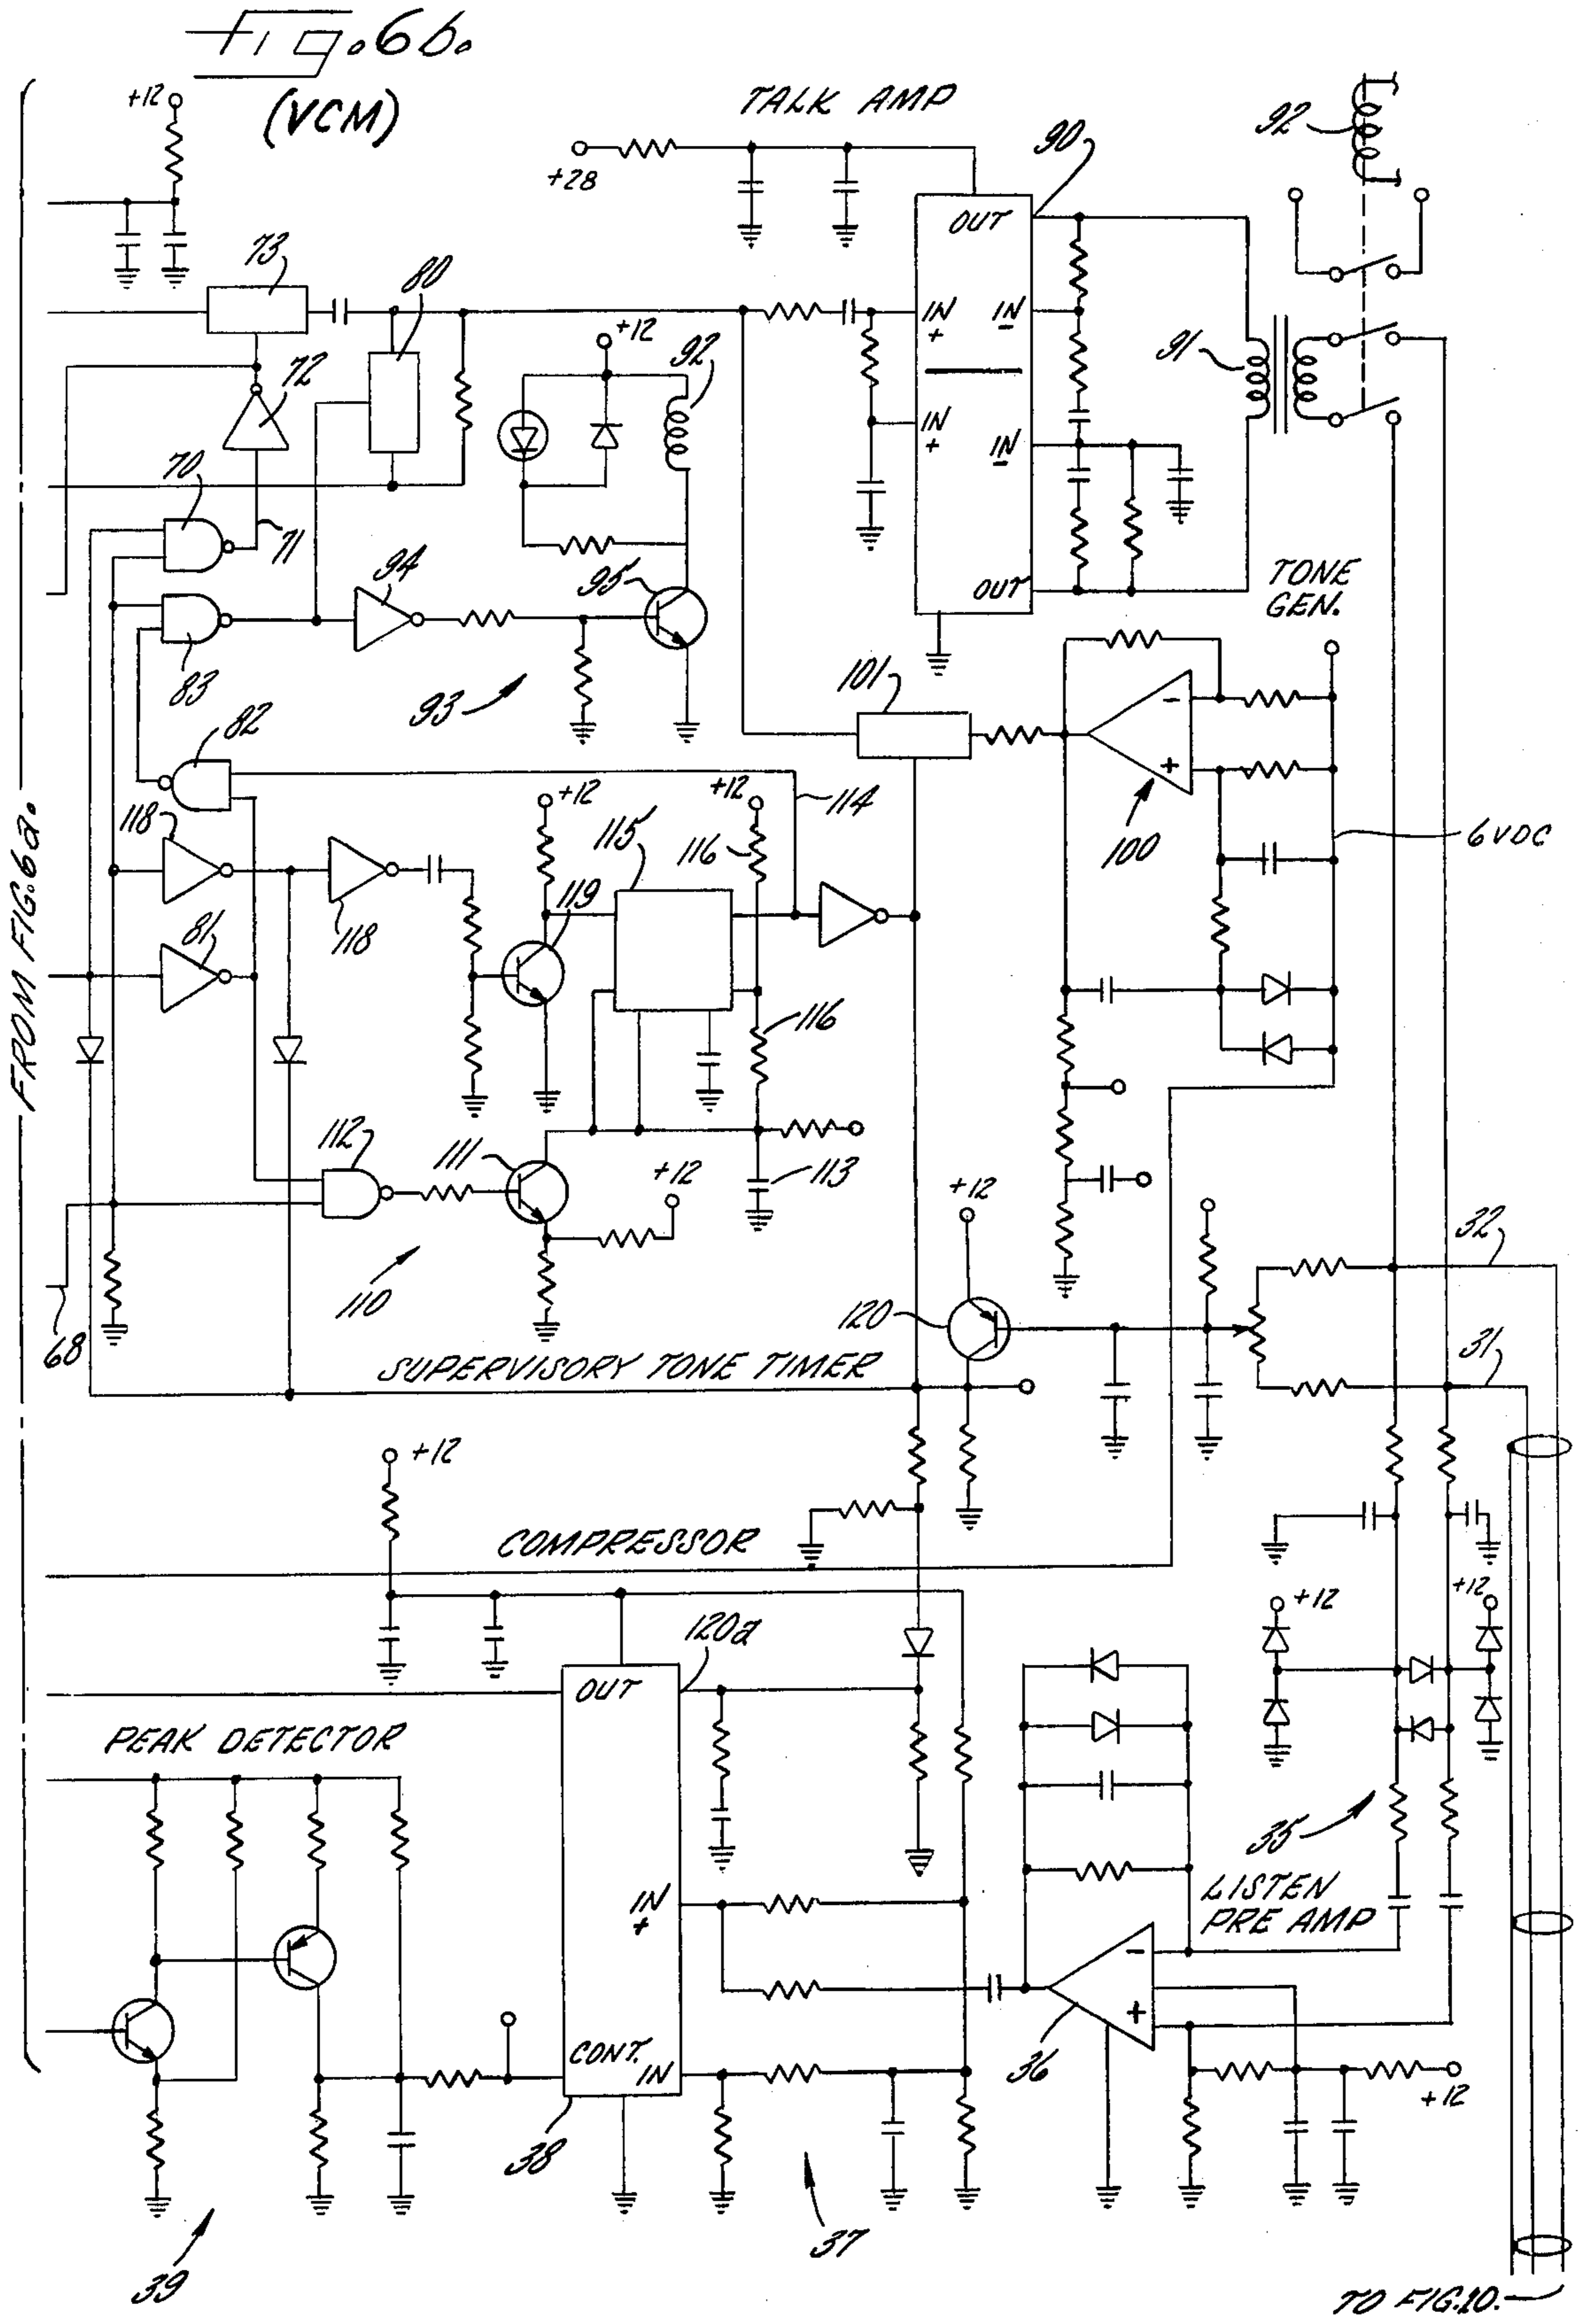 Fig. 6b.
(VCM)
+12
TALK AMP
+28
90
92
OUT
73
80
IN
+
IN
-
+12
92
91
72
IN
+
IN
-
70
71
94
95
OUT
TONE
GEN.
83
93
101
-
+
100
82
+12
+12
114
6VDC
118
115
116
119
118
81
116
FROM FIG.6a.
112
111
+12
113
+12
32
110
120
68
31
SUPERVISORY TONE TIMER
+12
COMPRESSOR
+12
+12
120a
OUT
PEAK DETECTOR
35
LISTEN
PRE AMP
IN
+
-
+
36
CONT.
IN
+12
38
37
39
TO FIG.10.